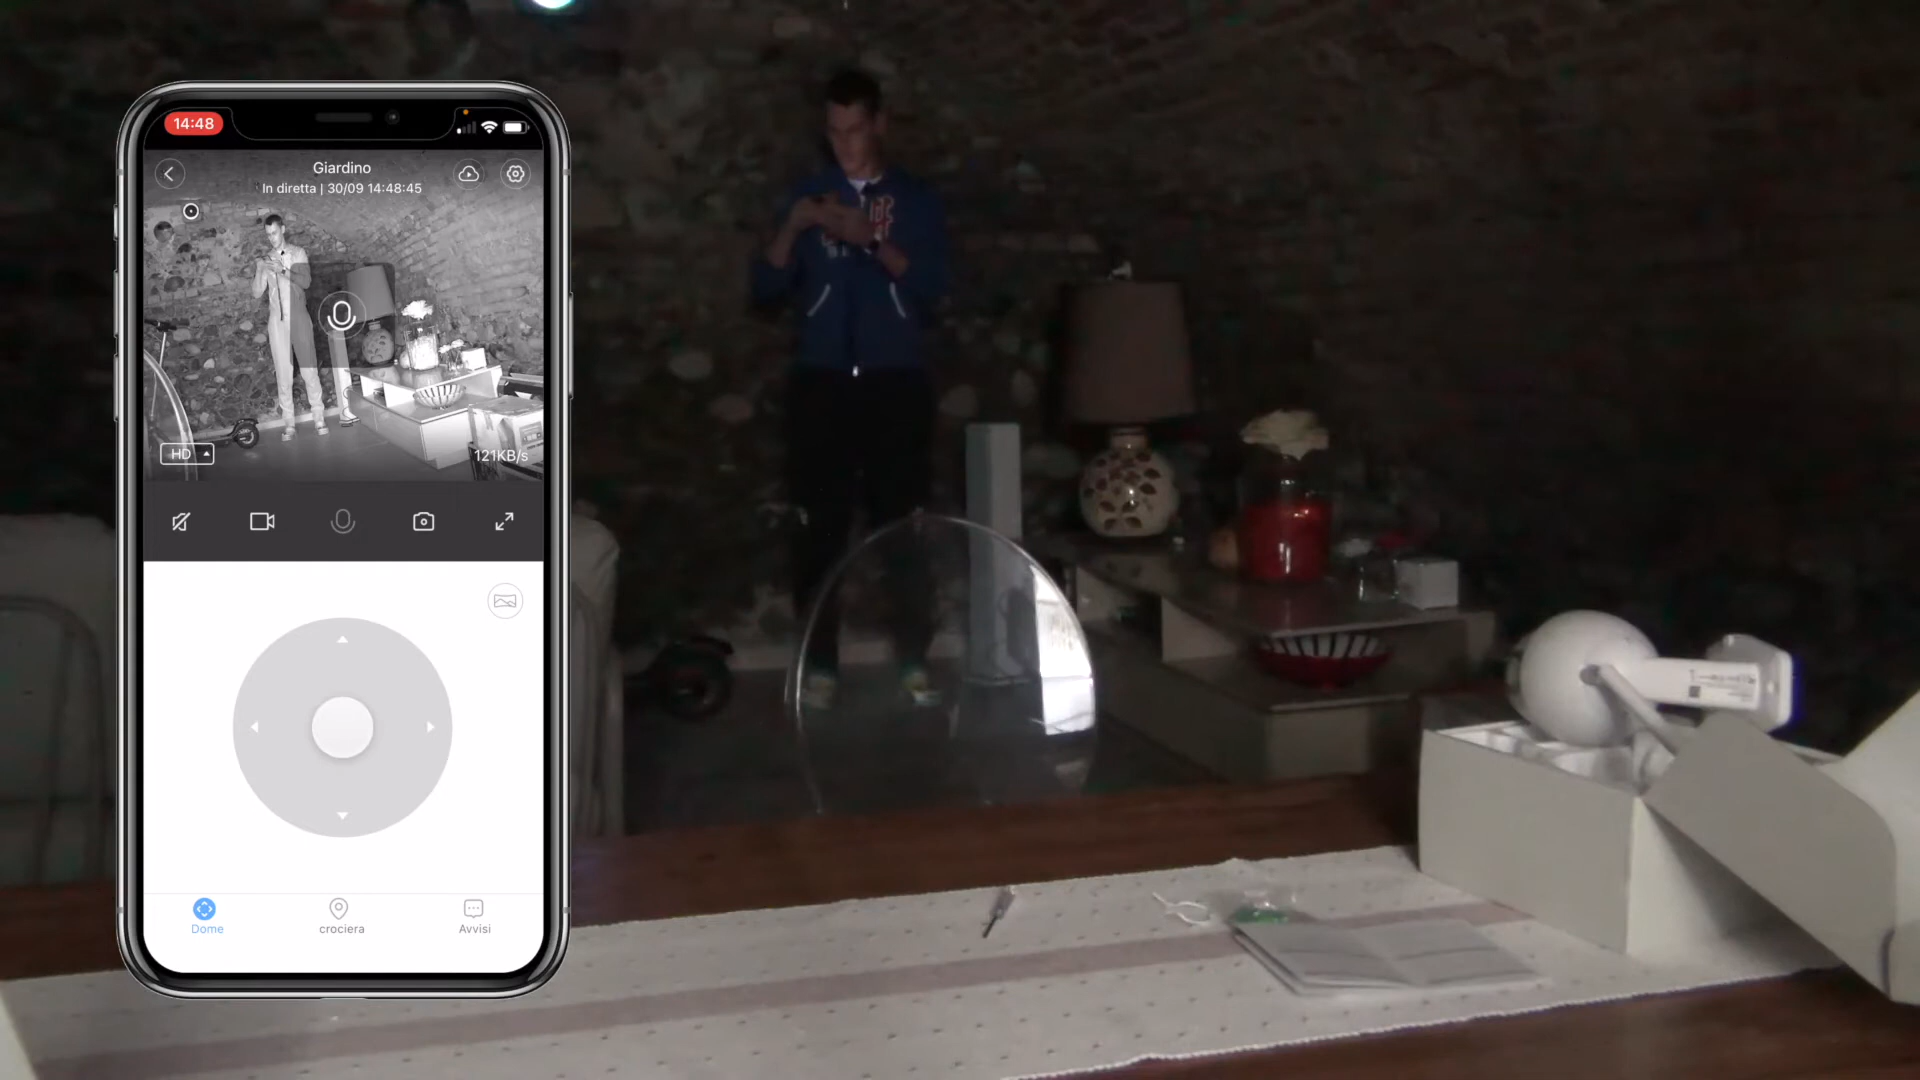 14:48
Giardino
In diretta | 30/09 14:48:45
HD
121KB/s
Dome
crociera
Avvisi